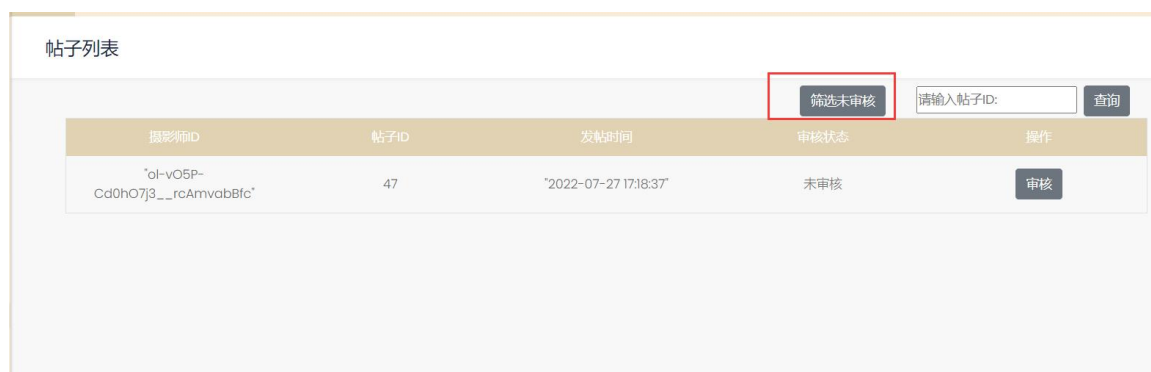 帖子列表
筛选未审核 请输入帖子ID: 查询
摄影师ID 帖子ID 发帖时间 审核状态 操作
"ol-vO5P-
Cd0hO7j3__rcAmvabBfc" 47 "2022-07-27 17:18:37" 未审核 审核